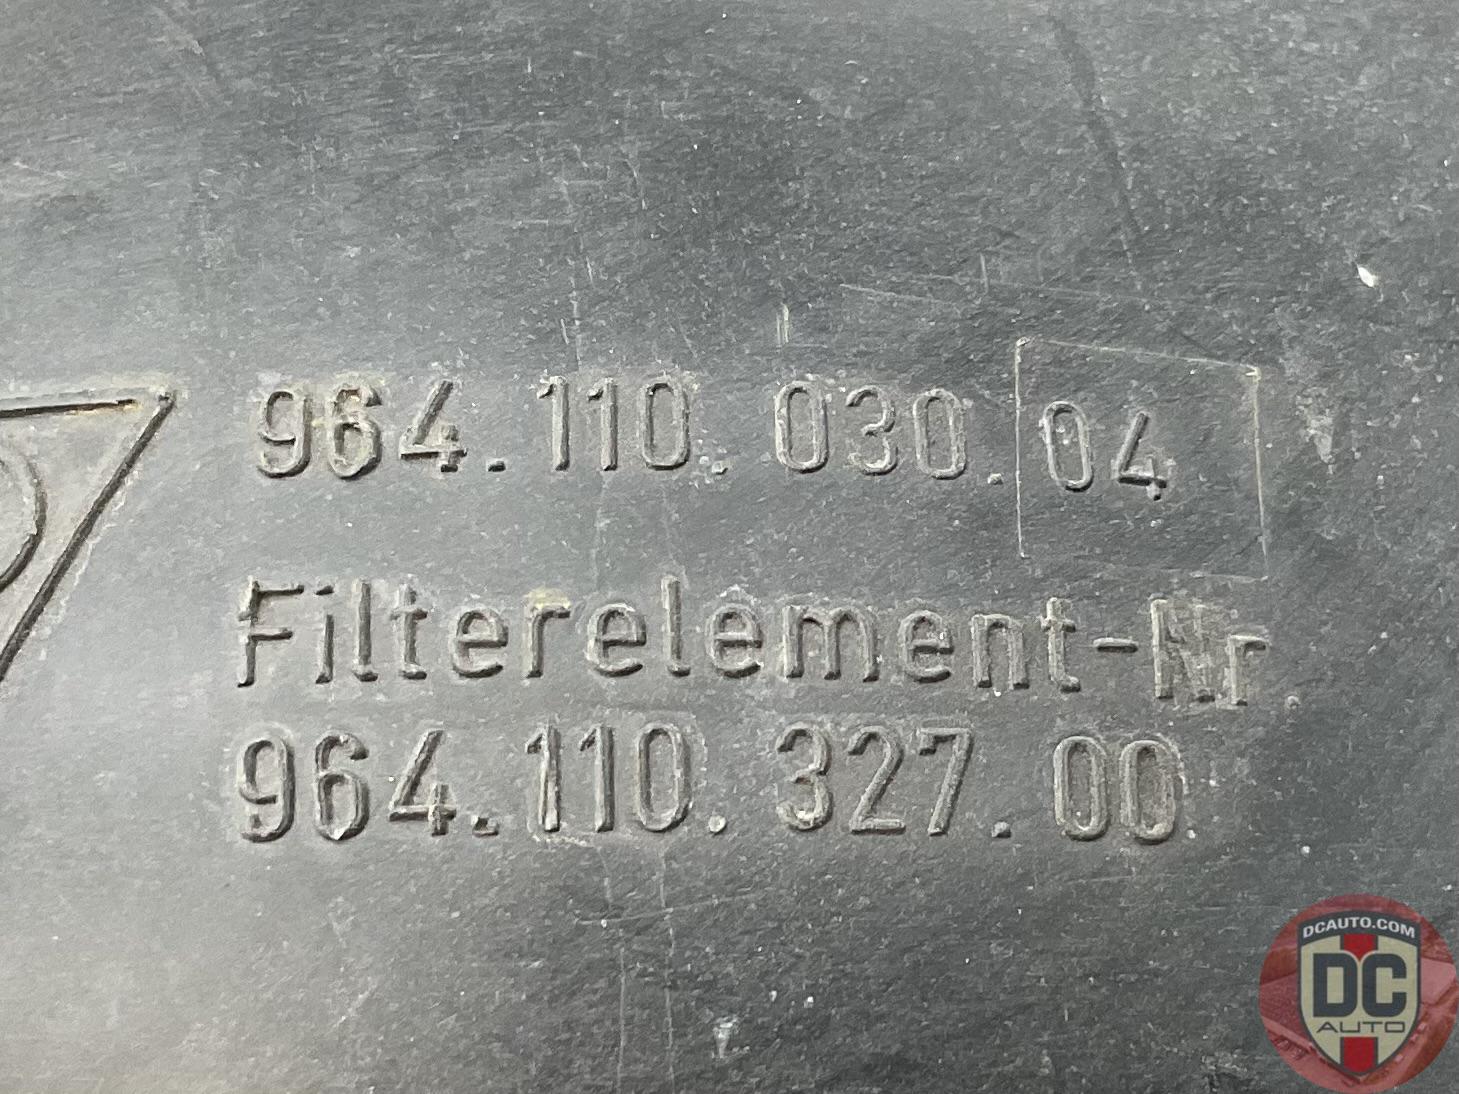 964.110.030.04
Filterelement-Nr.
964.110.327.00
DCAUTO.COM
DC
AUTO